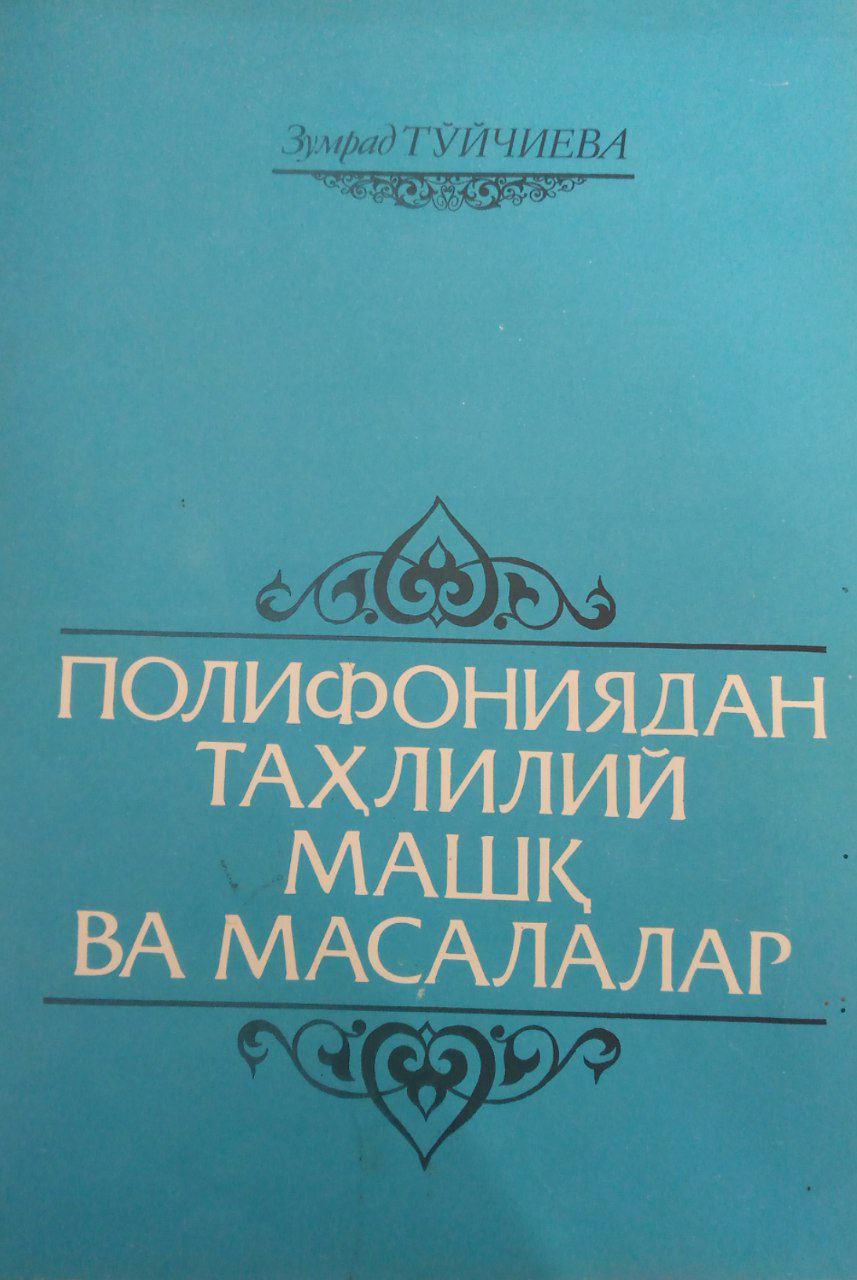 Зумрад ТЎЙЧИЕВА
ПОЛИФОНИЯДАН
ТАҲЛИЛИЙ
МАШҚ
ВА МАСАЛАЛАР